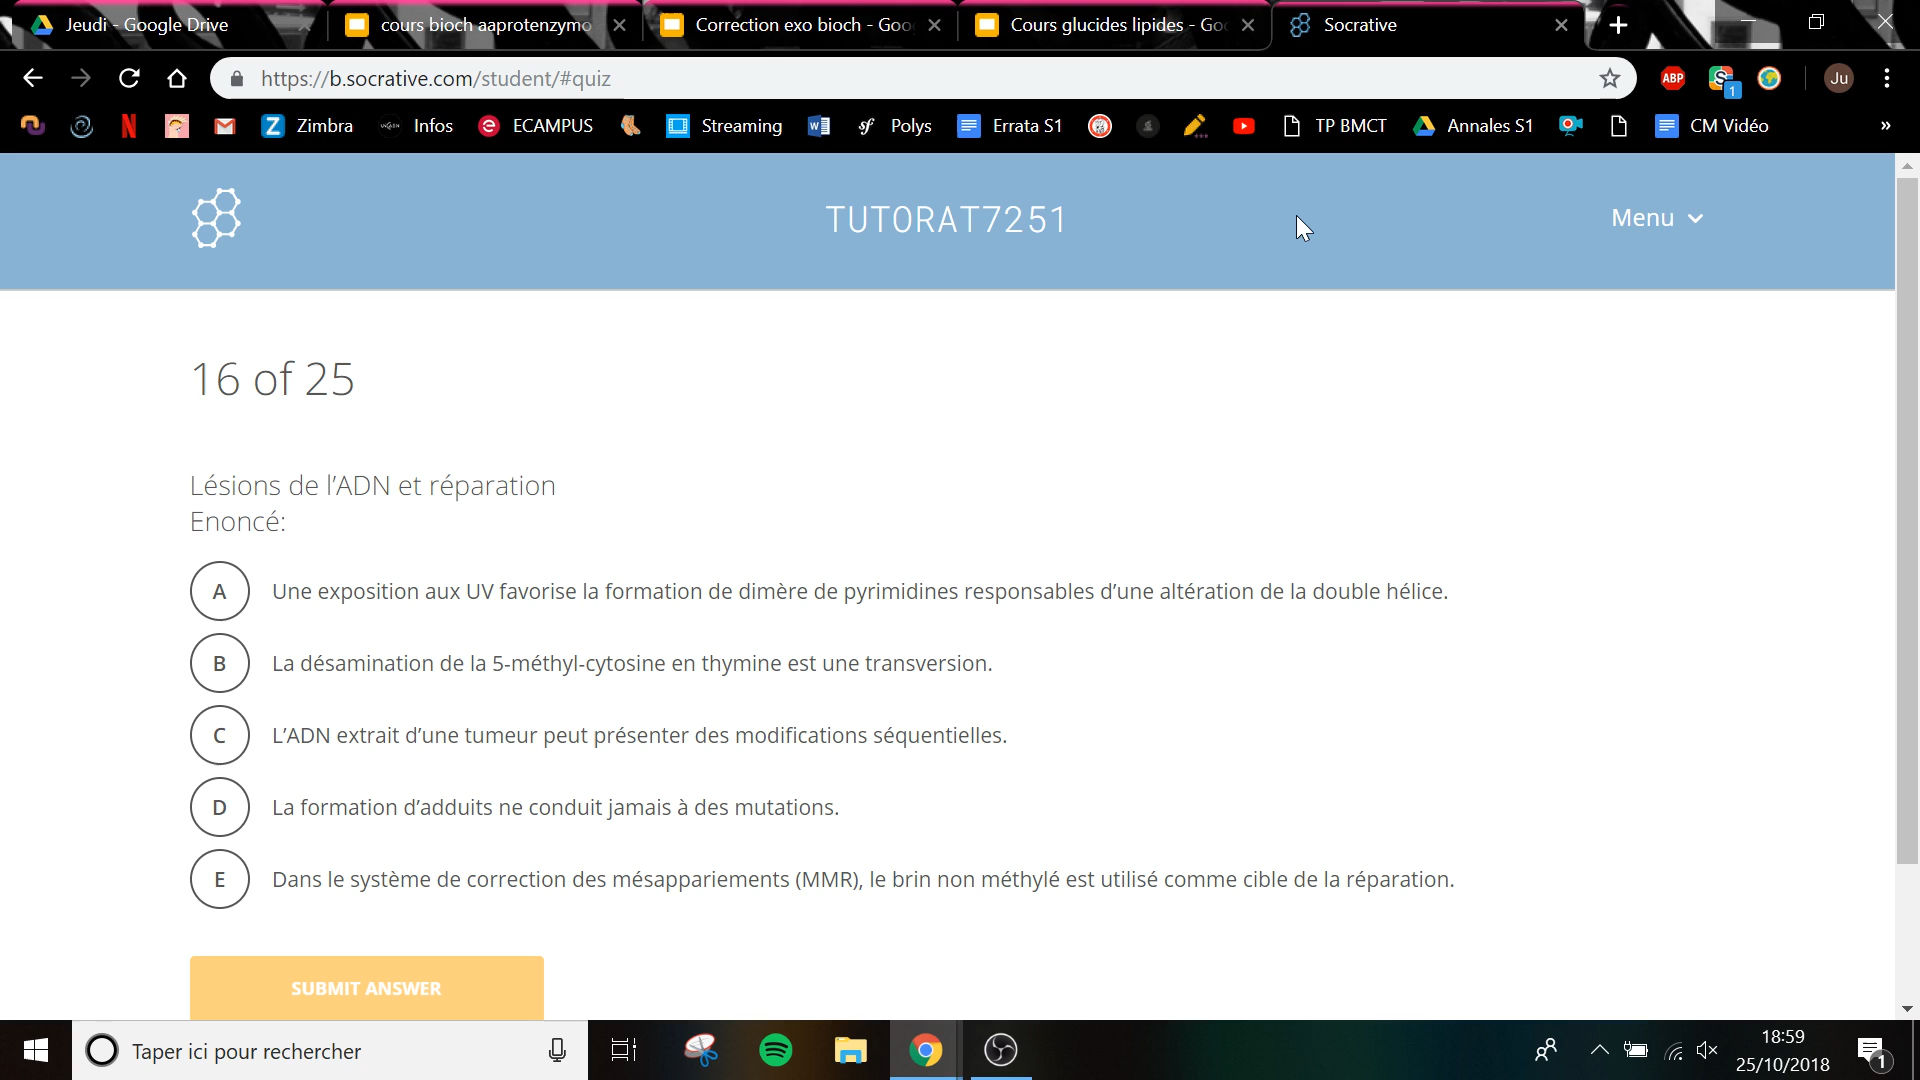 Jeudi - Google Drive
cours bioch aaprotenzymo
Correction exo bioch - Goo
Cours glucides lipides - Go
Socrative
https://b.socrative.com/student/#quiz
ABP
1
Ju
Zimbra
Infos
ECAMPUS
Streaming
Polys
Errata S1
TP BMCT
Annales S1
CM Vidéo
»
TUTORAT7251
Menu
16 of 25
Lésions de l’ADN et réparation
Enoncé:
A Une exposition aux UV favorise la formation de dimère de pyrimidines responsables d’une altération de la double hélice.
B La désamination de la 5-méthyl-cytosine en thymine est une transversion.
C L’ADN extrait d’une tumeur peut présenter des modifications séquentielles.
D La formation d’adduits ne conduit jamais à des mutations.
E Dans le système de correction des mésappariements (MMR), le brin non méthylé est utilisé comme cible de la réparation.
SUBMIT ANSWER
Taper ici pour rechercher
18:59
25/10/2018
1